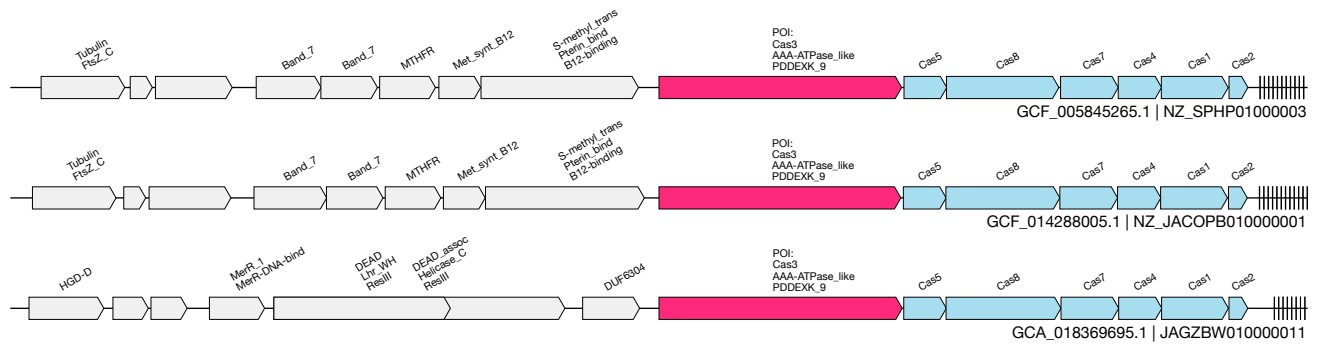 Tubulin
FtsZ_C
Band_7
Band_7
MTHFR
Met_synt_B12
S-methyl_trans
Pterin_bind
B12-binding
POI:
Cas3
AAA-ATPase_like
PDDEXK_9
Cas5
Cas8
Cas7
Cas4
Cas1
Cas2
GCF_005845265.1 | NZ_SPHP01000003
Tubulin
FtsZ_C
Band_7
Band_7
MTHFR
Met_synt_B12
S-methyl_trans
Pterin_bind
B12-binding
POI:
Cas3
AAA-ATPase_like
PDDEXK_9
Cas5
Cas8
Cas7
Cas4
Cas1
Cas2
GCF_014288005.1 | NZ_JACOPB010000001
HGD-D
MerR_1
MerR-DNA-bind
DEAD
Lhr_WH
ResIII
DEAD_assoc
Helicase_C
ResIII
DUF6304
POI:
Cas3
AAA-ATPase_like
PDDEXK_9
Cas5
Cas8
Cas7
Cas4
Cas1
Cas2
GCA_018369695.1 | JAGZBW010000011